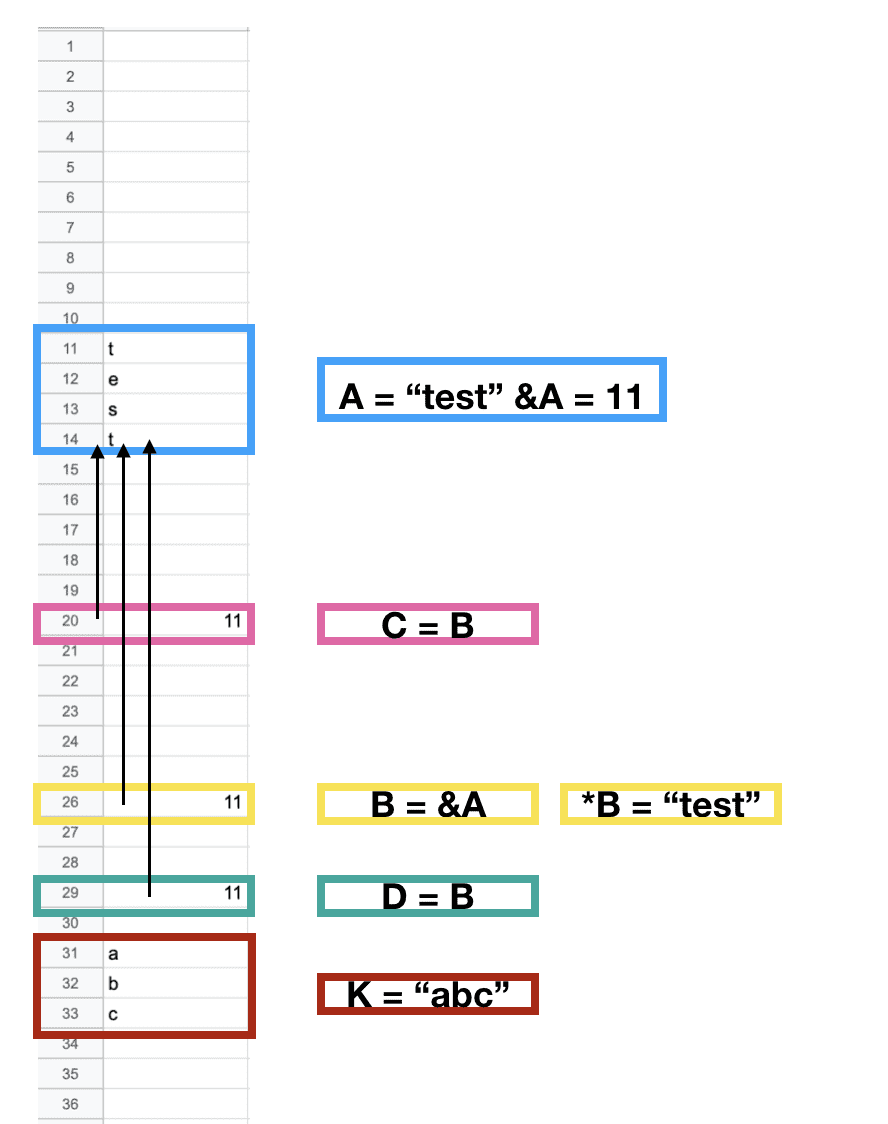 1
2
3
4
5
6
7
8
9
10
11 t
12 e
13 s
14 t
A = “test” &A = 11
15
16
17
18
19
20 11
C = B
21
22
23
24
25
26 11
B = &A
*B = “test”
27
28
29 11
D = B
30
31 a
32 b
33 c
K = “abc”
34
35
36